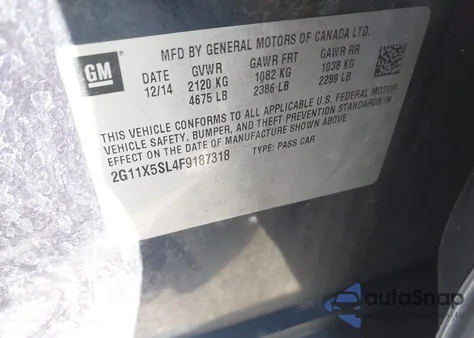 MFD BY GENERAL MOTORS OF CANADA LTD.
GM
DATE GVWR GAWR FRT GAWR RR
12/14 2120 KG 1082 KG 1038 KG
4675 LB 2386 LB 2289 LB
THIS VEHICLE CONFORMS TO ALL APPLICABLE U.S. FEDERAL MOTOR
VEHICLE SAFETY, BUMPER, AND THEFT PREVENTION STANDARDS IN
EFFECT ON THE DATE OF MANUFACTURE SHOWN ABOVE.
2G11X5SL4F9187318 TYPE: PASS CAR
autoSnap